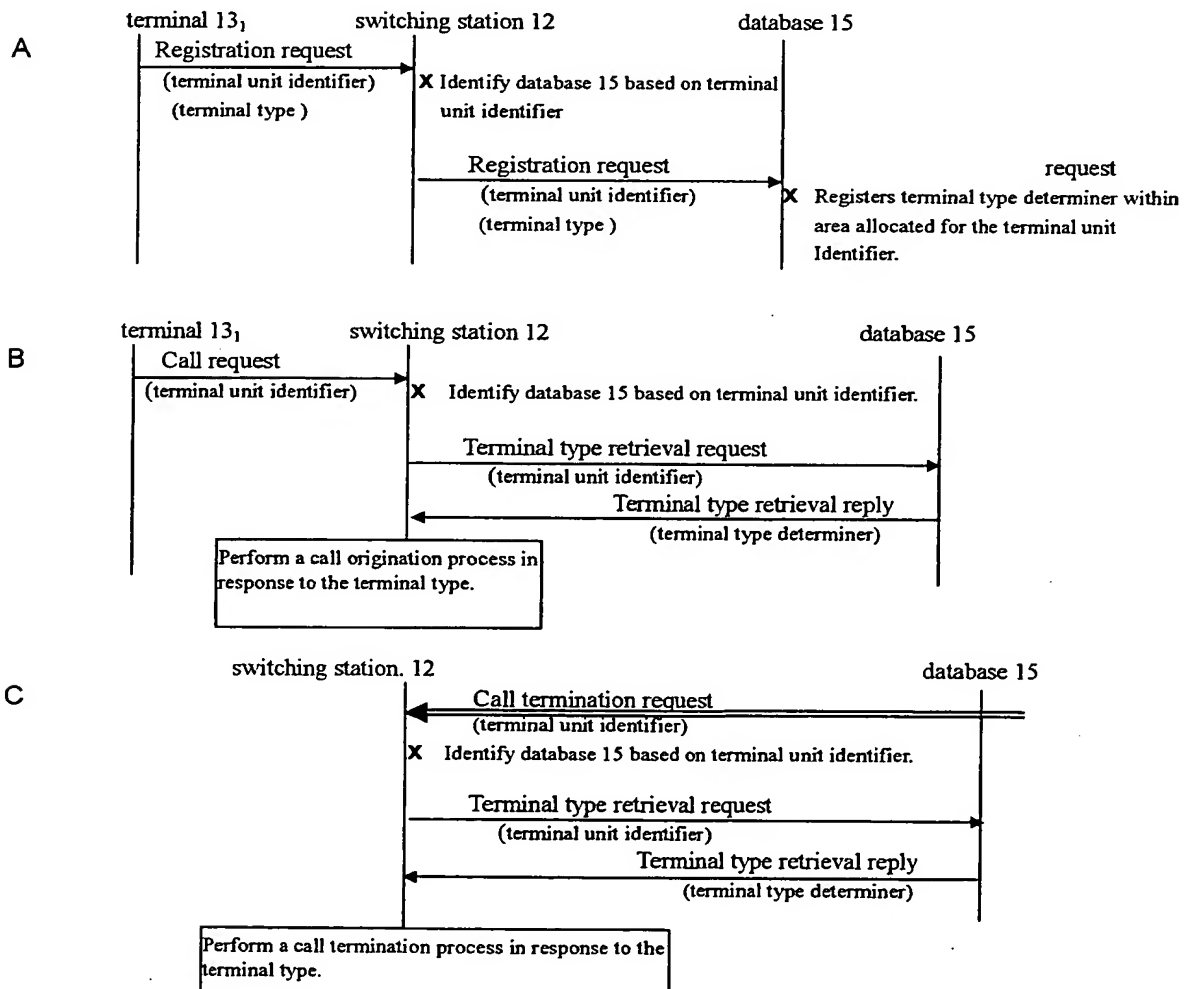 A
terminal 13₁
switching station 12
database 15
Registration request
(terminal unit identifier)
(terminal type )
X Identify database 15 based on terminal
unit identifier
Registration request
(terminal unit identifier)
(terminal type )
request
X Registers terminal type determiner within
area allocated for the terminal unit
Identifier.
B
terminal 13₁
switching station 12
database 15
Call request
(terminal unit identifier)
X Identify database 15 based on terminal unit identifier.
Terminal type retrieval request
(terminal unit identifier)
Terminal type retrieval reply
(terminal type determiner)
Perform a call origination process in
response to the terminal type.
C
switching station. 12
database 15
Call termination request
(terminal unit identifier)
X Identify database 15 based on terminal unit identifier.
Terminal type retrieval request
(terminal unit identifier)
Terminal type retrieval reply
(terminal type determiner)
Perform a call termination process in response to the
terminal type.